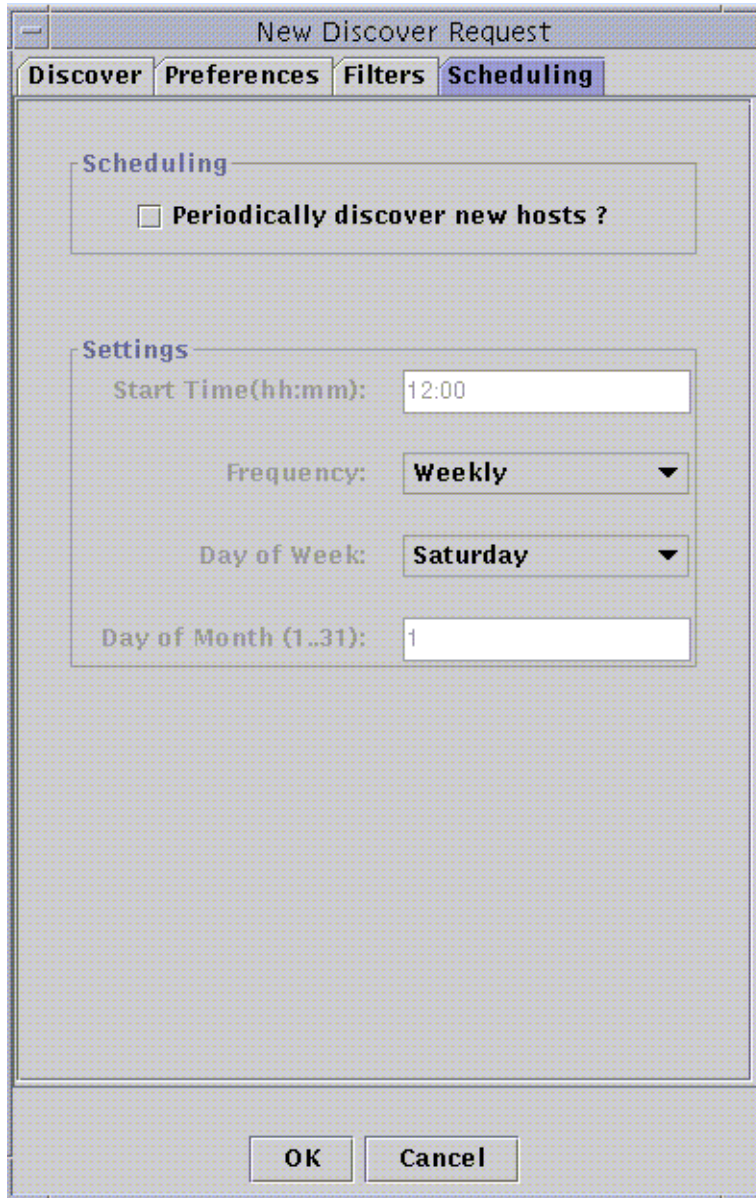 New Discover Request
Discover Preferences Filters Scheduling
Scheduling
Periodically discover new hosts ?
Settings
Start Time(hh:mm): 12:00
Frequency: Weekly
Day of Week: Saturday
Day of Month (1..31): 1
OK Cancel